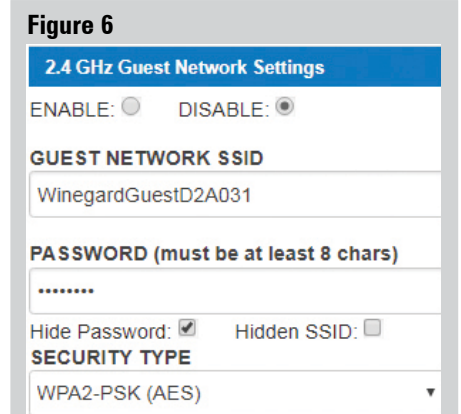 Figure 6
2.4 GHz Guest Network Settings
ENABLE: DISABLE:
GUEST NETWORK SSID
WinegardGuestD2A031
PASSWORD (must be at least 8 chars)
••••••••
Hide Password: Hidden SSID:
SECURITY TYPE
WPA2-PSK (AES)